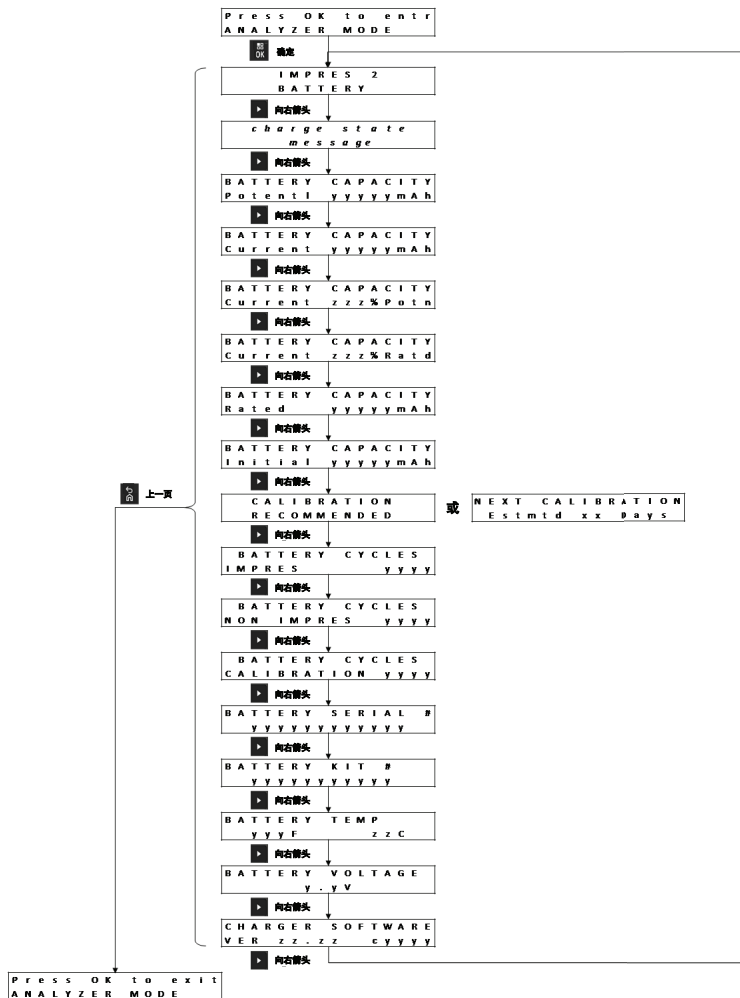 Press OK to entr
ANALYZER MODE
OK 确定
IMPRES 2
BATTERY
向右箭头
charge state
message
向右箭头
BATTERY CAPACITY
Potentl yyyyymAh
向右箭头
BATTERY CAPACITY
Current yyyyymAh
向右箭头
BATTERY CAPACITY
Current zzz%Potn
向右箭头
BATTERY CAPACITY
Current zzz%Ratd
向右箭头
BATTERY CAPACITY
Rated yyyyymAh
向右箭头
BATTERY CAPACITY
Initial yyyyymAh
上一页
向右箭头
CALIBRATION
RECOMMENDED
或
NEXT CALIBRATION
Estmtd xx Days
向右箭头
BATTERY CYCLES
IMPRES yyyy
向右箭头
BATTERY CYCLES
NON IMPRES yyyy
向右箭头
BATTERY CYCLES
CALIBRATION yyyy
向右箭头
BATTERY SERIAL #
yyyyyyyyyyyy
向右箭头
BATTERY KIT #
yyyyyyyyyy
向右箭头
BATTERY TEMP
yyyF zzC
向右箭头
BATTERY VOLTAGE
y.yV
向右箭头
CHARGER SOFTWARE
VER zz.zz cyyyy
向右箭头
Press OK to exit
ANALYZER MODE